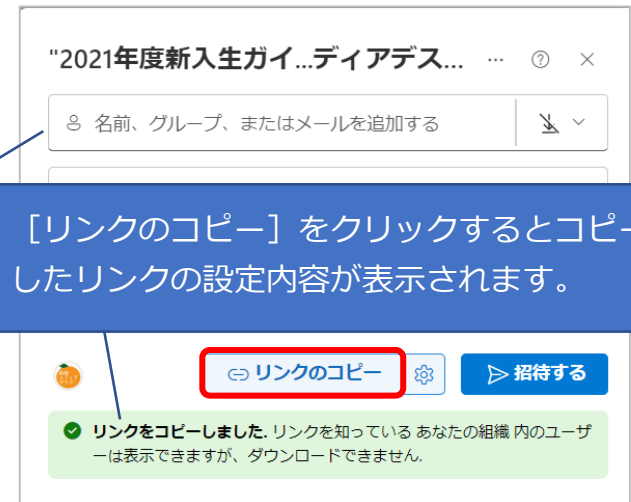 "2021年度新入生ガイ...ディアデス... ...
名前、グループ、またはメールを追加する
［リンクのコピー］をクリックするとコピー
したリンクの設定内容が表示されます。
リンクのコピー 招待する
リンクをコピーしました. リンクを知っている あなたの組織 内のユーザ
ーは表示できますが、ダウンロードできません.